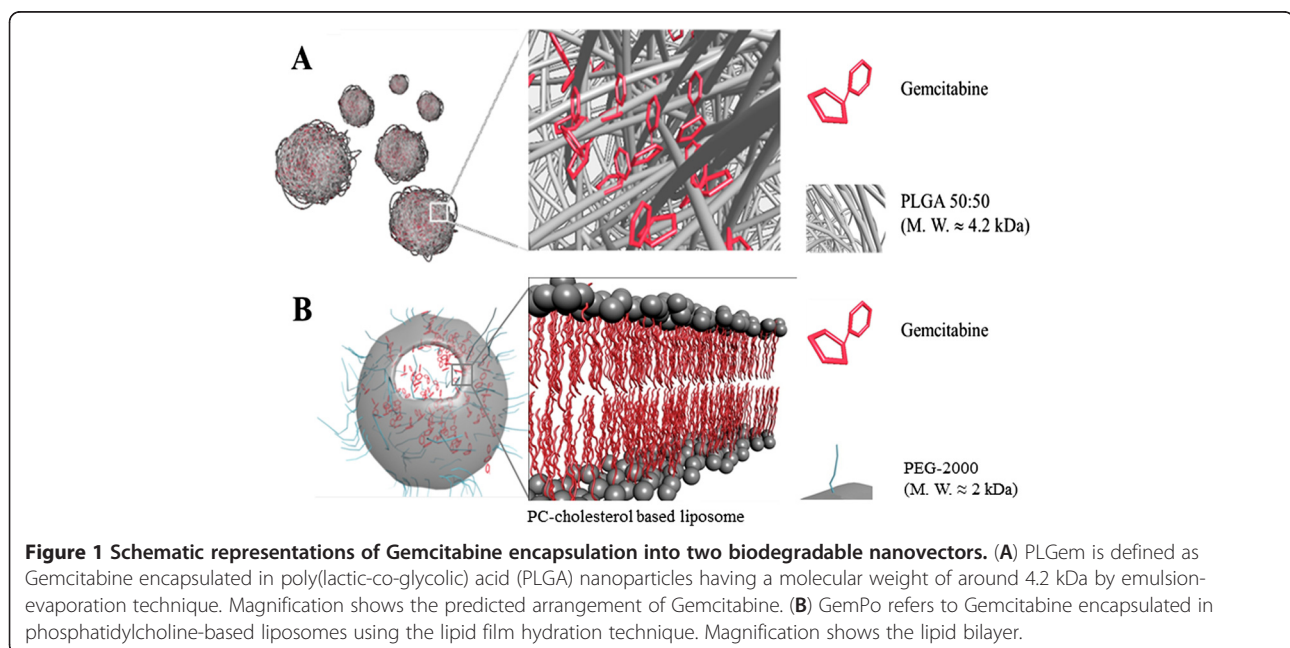 A
Gemcitabine
PLGA 50:50
(M. W. ≈ 4.2 kDa)
B
Gemcitabine
PEG-2000
(M. W. ≈ 2 kDa)
PC-cholesterol based liposome
Figure 1 Schematic representations of Gemcitabine encapsulation into two biodegradable nanovectors. (A) PLGem is defined as
Gemcitabine encapsulated in poly(lactic-co-glycolic) acid (PLGA) nanoparticles having a molecular weight of around 4.2 kDa by emulsion-
evaporation technique. Magnification shows the predicted arrangement of Gemcitabine. (B) GemPo refers to Gemcitabine encapsulated in
phosphatidylcholine-based liposomes using the lipid film hydration technique. Magnification shows the lipid bilayer.